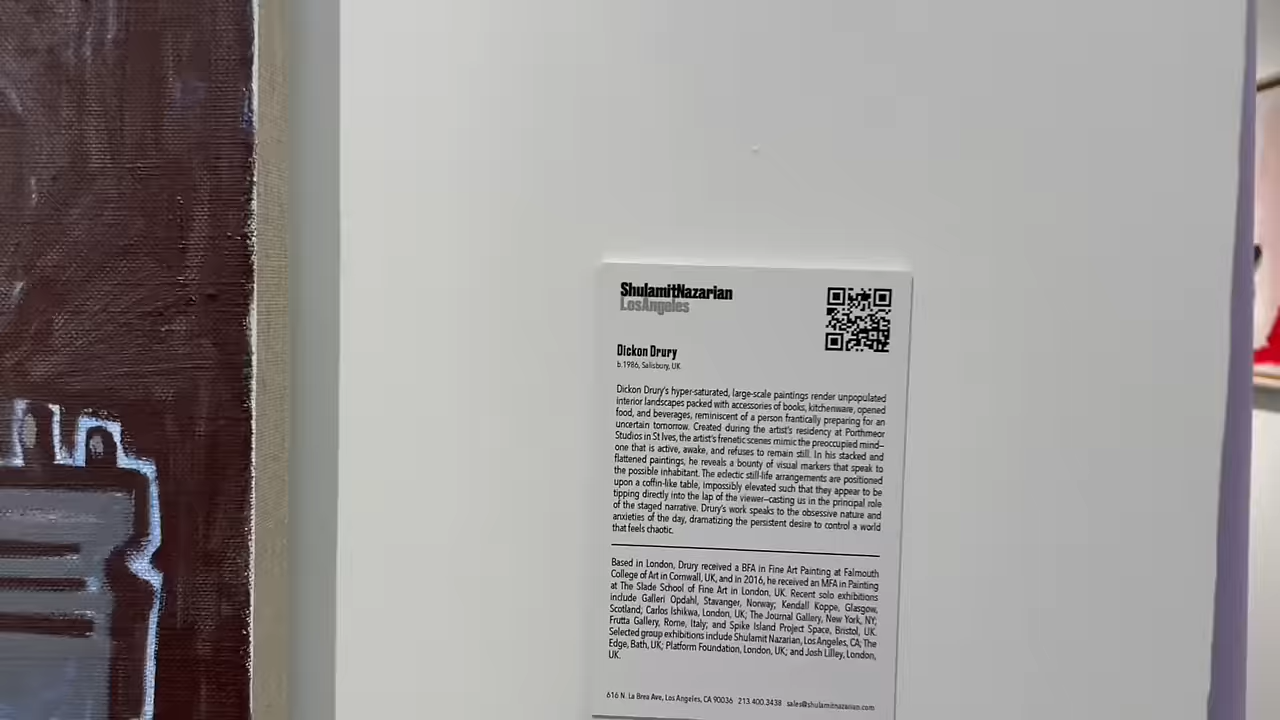 ShulamitNazarian
LosAngeles
Dickon Drury
b.1986, Salisbury, UK
Dickon Drury's hyper-saturated, large-scale paintings render unpopulated
interior landscapes packed with accessories of books, kitchenware, opened
food, and beverages, reminiscent of a person frantically preparing for an
uncertain tomorrow. Created during the artist's residency at Porthmeor
Studios in St Ives, the artist's frenetic scenes mimic the preoccupied mind–
one that is active, awake, and refuses to remain still. In his stacked and
flattened paintings, he reveals a bounty of visual markers that speak to
the possible inhabitant. The eclectic still-life arrangements are positioned
upon a coffin-like table, impossibly elevated such that they appear to be
tipping directly into the lap of the viewer–casting us in the principal role
of the staged narrative. Drury's work speaks to the obsessive nature and
anxieties of the day, dramatizing the persistent desire to control a world
that feels chaotic.
Based in London, Drury received a BFA in Fine Art Painting at Falmouth
College of Art in Cornwall, UK, and in 2016, he received an MFA in Painting
at The Slade School of Fine Art in London, UK. Recent solo exhibitions
include Galleri Opdahl, Stavanger, Norway; Kendall Koppe, Glasgow,
Scotland; Carlos Ishikwa, London, UK; The Journal Gallery, New York, NY;
Frutta Gallery, Rome, Italy; and Spike Island Project Space, Bristol, UK.
Selected group exhibitions include Shulamit Nazarian, Los Angeles, CA; The
Edge, Bath, UK; Platform Foundation, London, UK; and Josh Lilley, London,
UK.
616 N. La Brea Ave, Los Angeles, CA 90036 213.400.3438 sales@shulamitnazarian.com